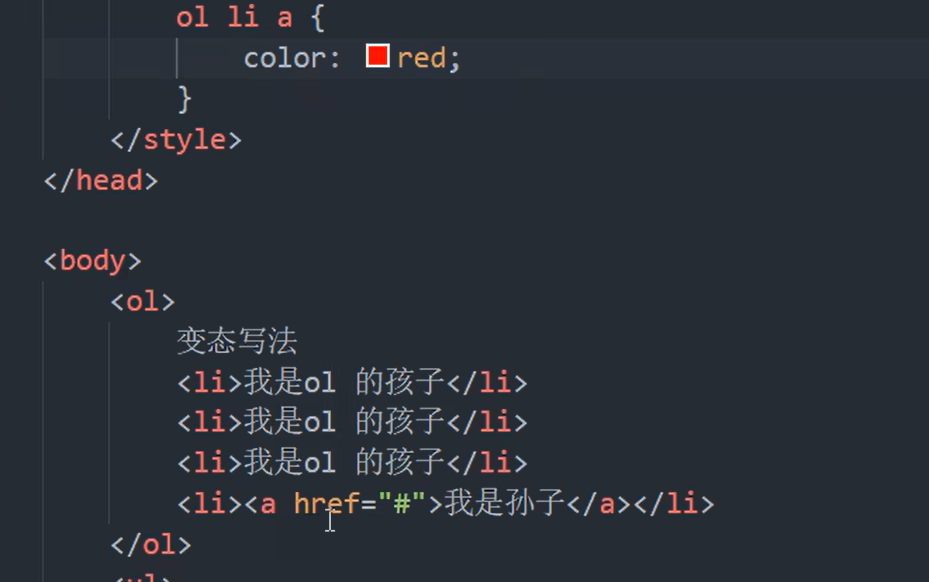 ol li a {
color: red;
}
</style>
</head>
<body>
<ol>
变态写法
<li>我是ol 的孩子</li>
<li>我是ol 的孩子</li>
<li>我是ol 的孩子</li>
<li><a href="#">我是孙子</a></li>
</ol>
<ul>